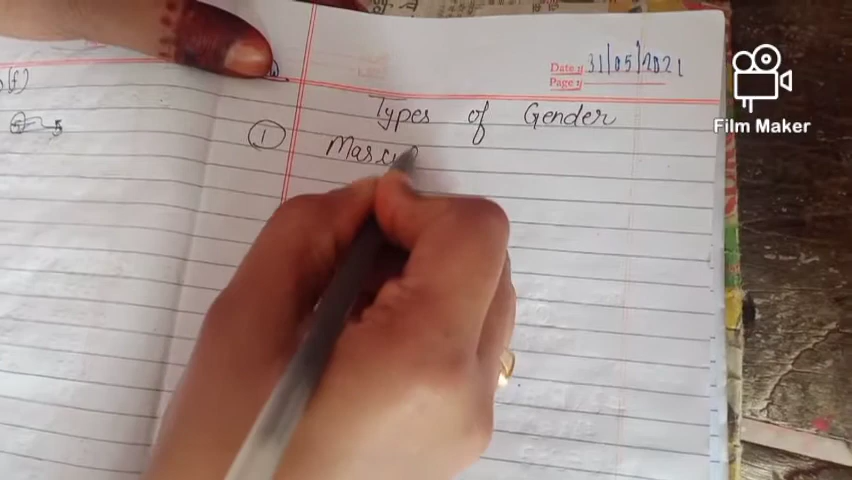 Date : 31/05/2021
Page :
Types of Gender
1 Mascu
Film Maker